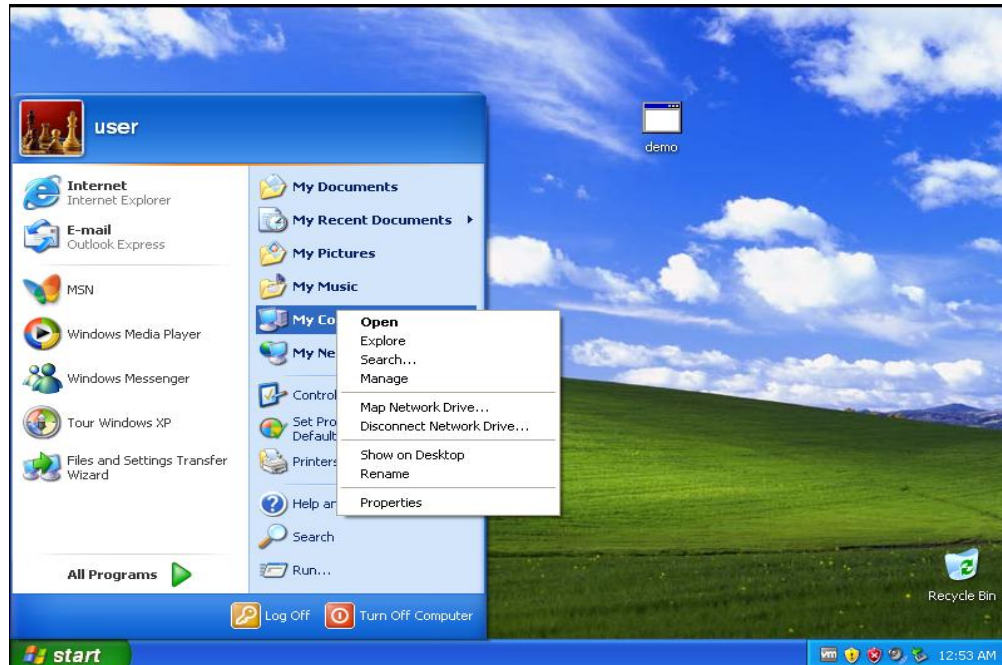 user
demo
Internet
Internet Explorer
E-mail
Outlook Express
MSN
Windows Media Player
Windows Messenger
Tour Windows XP
Files and Settings Transfer
Wizard
All Programs
My Documents
My Recent Documents
My Pictures
My Music
My Co
My Ne
Control
Set Pro
Default
Printers
Help an
Search
Run...
Open
Explore
Search...
Manage
Map Network Drive...
Disconnect Network Drive...
Show on Desktop
Rename
Properties
Log Off
Turn Off Computer
Recycle Bin
start
vm
12:53 AM